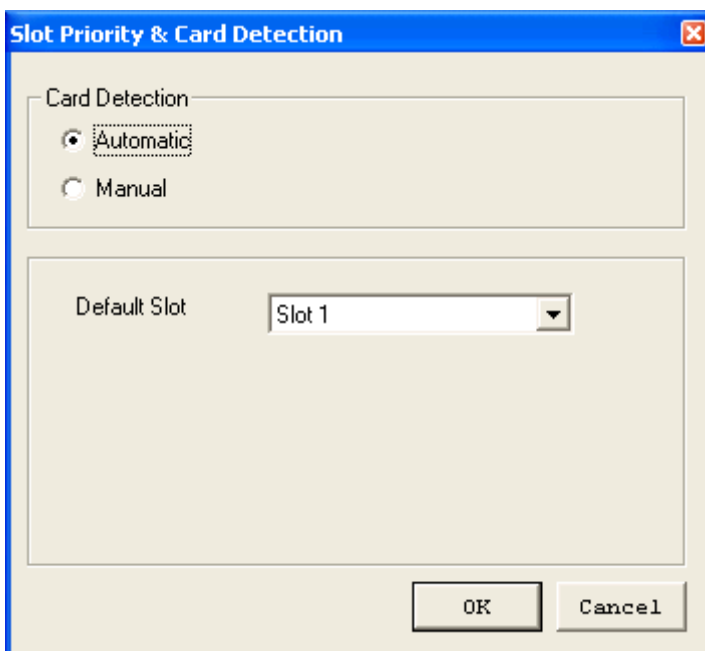 Slot Priority & Card Detection
Card Detection
Automatic
Manual
Default Slot
Slot 1
OK
Cancel